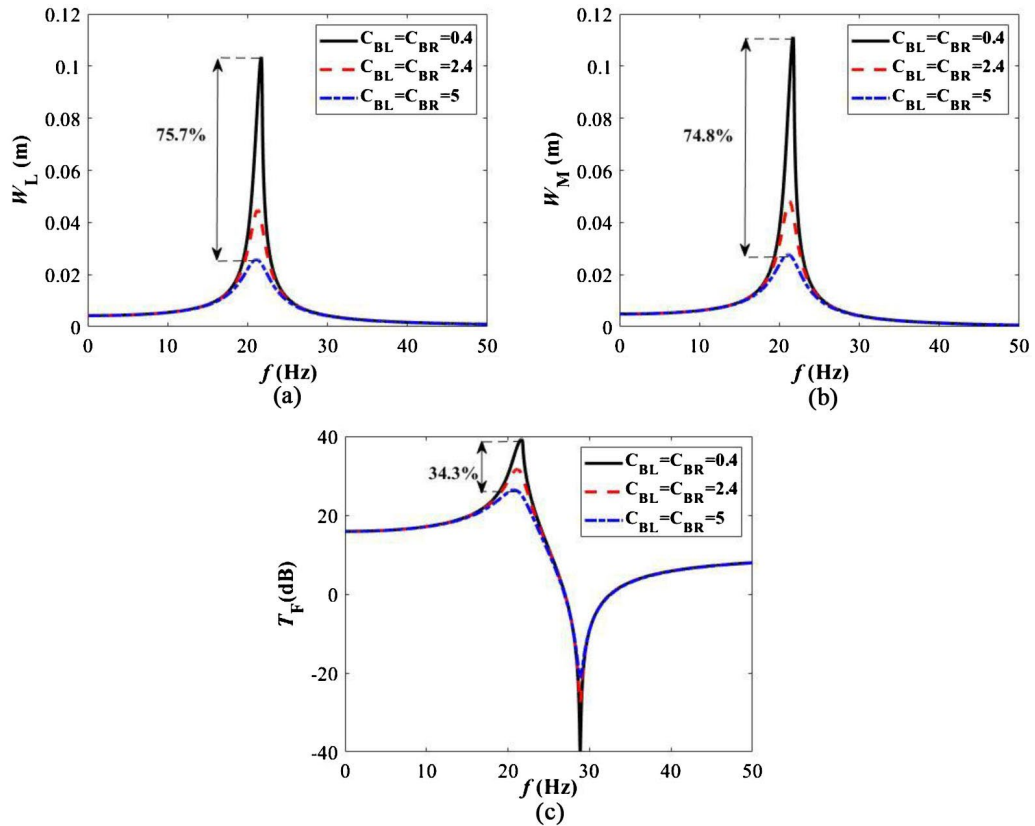 0.12
0.1
0.08
0.06
0.04
0.02
0
W_L (m)
75.7%
C_BL=C_BR=0.4
C_BL=C_BR=2.4
C_BL=C_BR=5
0 10 20 30 40 50
f (Hz)
(a)
0.12
0.1
0.08
0.06
0.04
0.02
0
W_M (m)
74.8%
C_BL=C_BR=0.4
C_BL=C_BR=2.4
C_BL=C_BR=5
0 10 20 30 40 50
f (Hz)
(b)
40
20
0
-20
-40
T_F(dB)
34.3%
C_BL=C_BR=0.4
C_BL=C_BR=2.4
C_BL=C_BR=5
0 10 20 30 40 50
f (Hz)
(c)